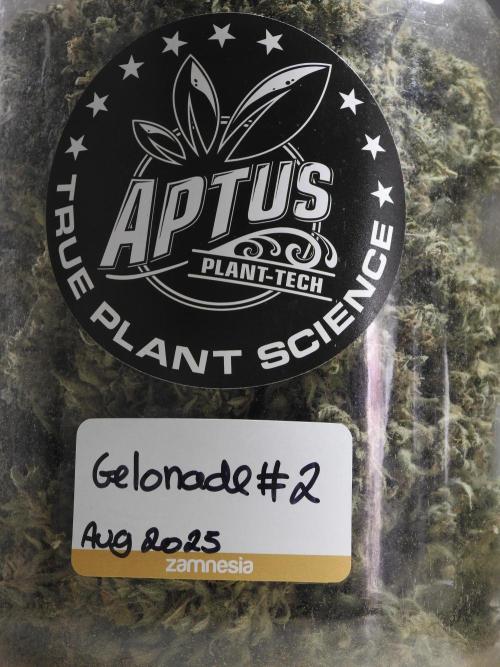 APTUS
PLANT-TECH
TRUE PLANT SCIENCE
Gelonade #2
Aug 2025
zamnesia